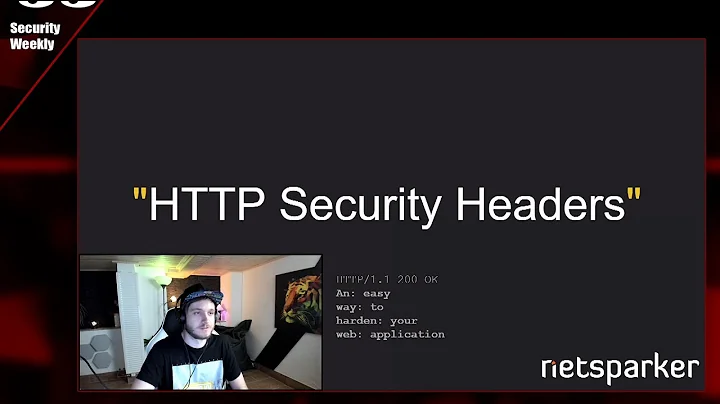 Security
Weekly
"HTTP Security Headers"
HTTP/1.1 200 OK
An: easy
way: to
harden: your
web: application
netsparker